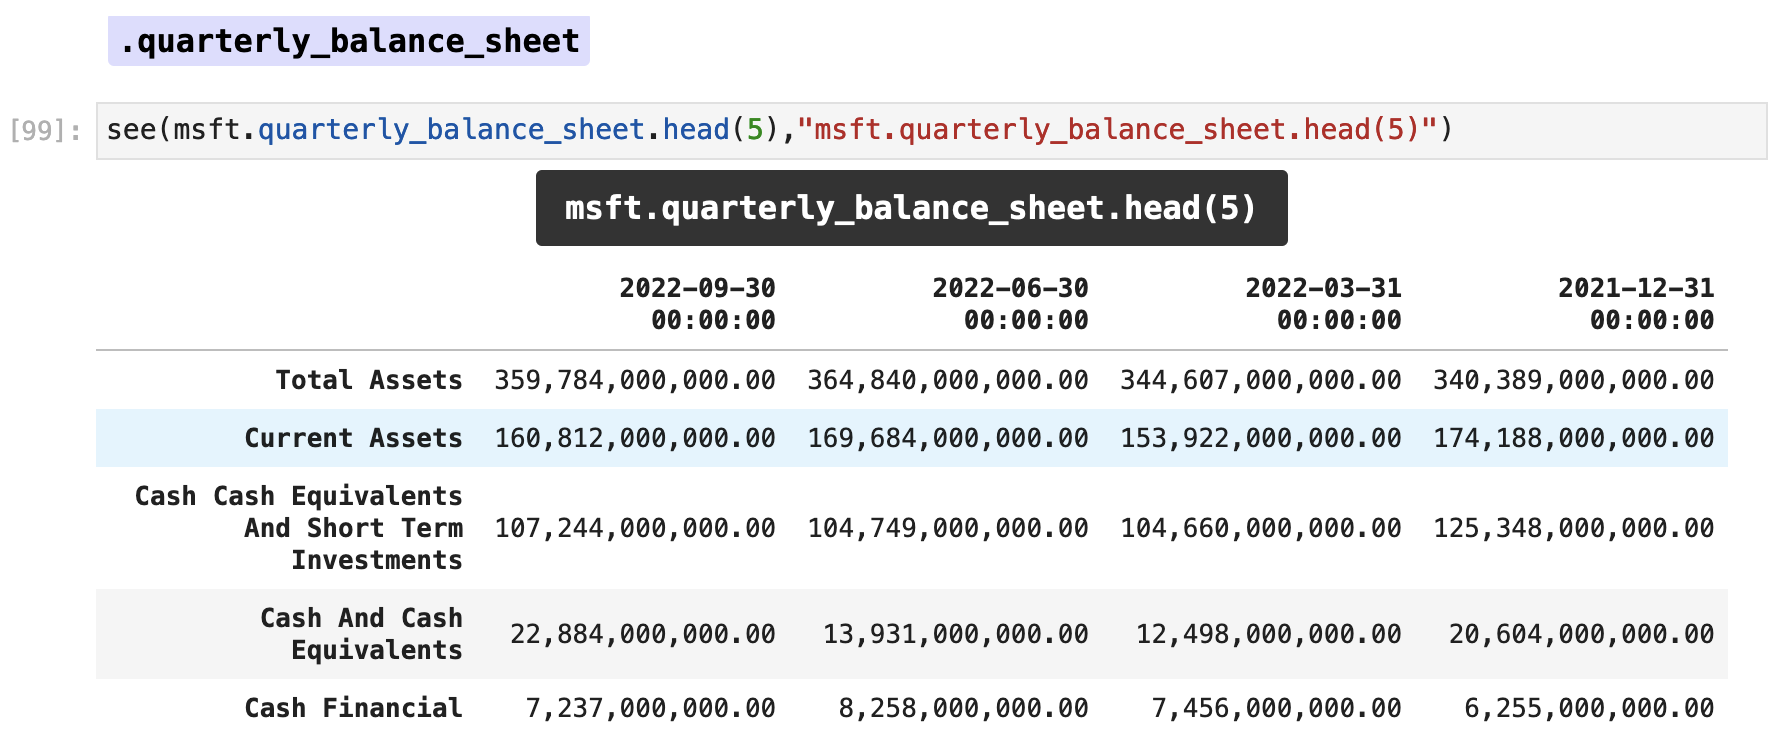 .quarterly_balance_sheet
[99]: see(msft.quarterly_balance_sheet.head(5),"msft.quarterly_balance_sheet.head(5)")
msft.quarterly_balance_sheet.head(5)
2022-09-30 2022-06-30 2022-03-31 2021-12-31
00:00:00 00:00:00 00:00:00 00:00:00
Total Assets 359,784,000,000.00 364,840,000,000.00 344,607,000,000.00 340,389,000,000.00
Current Assets 160,812,000,000.00 169,684,000,000.00 153,922,000,000.00 174,188,000,000.00
Cash Cash Equivalents
And Short Term 107,244,000,000.00 104,749,000,000.00 104,660,000,000.00 125,348,000,000.00
Investments
Cash And Cash
Equivalents 22,884,000,000.00 13,931,000,000.00 12,498,000,000.00 20,604,000,000.00
Cash Financial 7,237,000,000.00 8,258,000,000.00 7,456,000,000.00 6,255,000,000.00